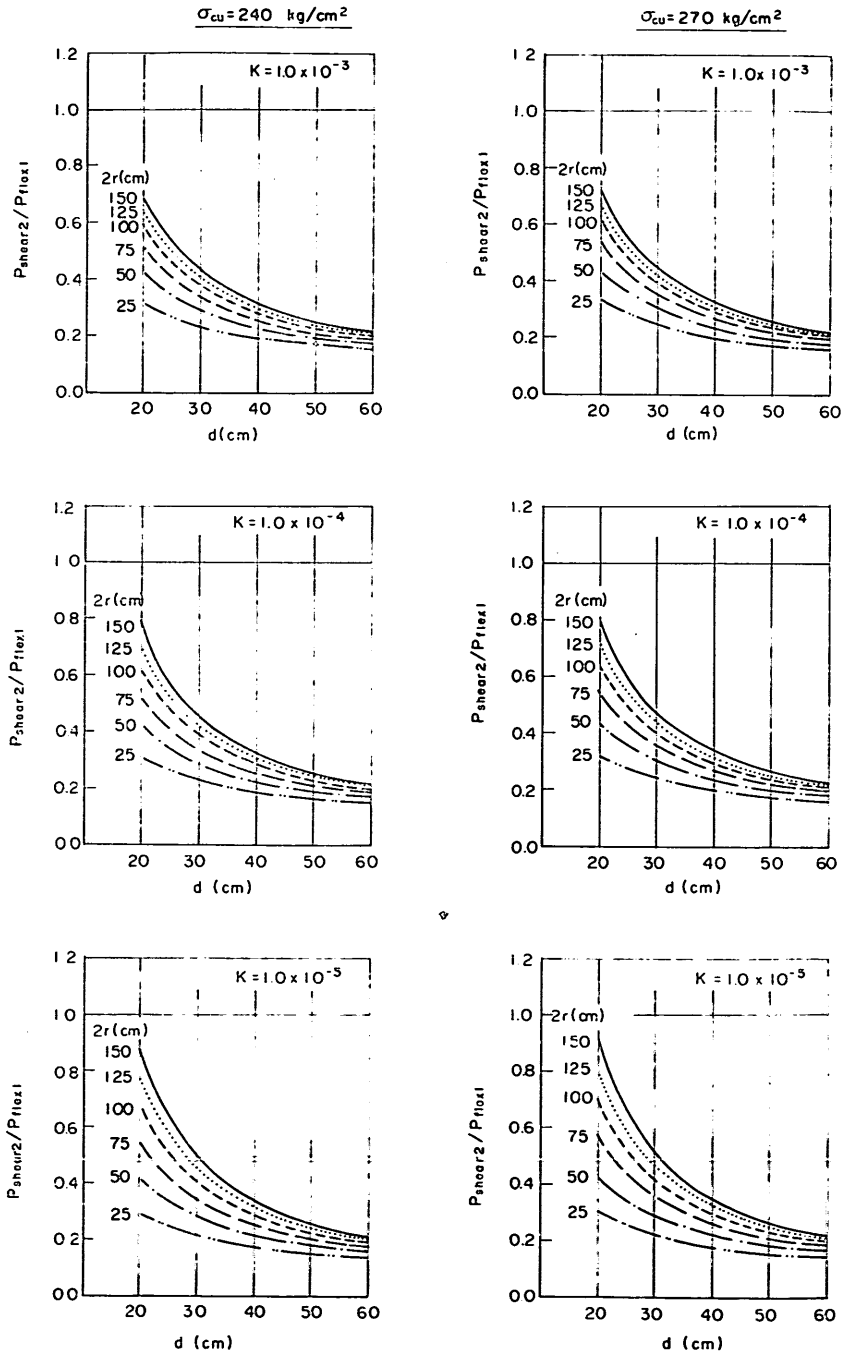 σcu=240 kg/cm²
K = 1.0 x 10⁻³
1.2
1.0
0.8
0.6
0.4
0.2
0.0
2r(cm)
150
125
100
75
50
25
Pshear2/Pflex1
20 30 40 50 60
d(cm)
σcu=270 kg/cm²
K = 1.0 x 10⁻³
1.2
1.0
0.8
0.6
0.4
0.2
0.0
2r(cm)
150
125
100
75
50
25
Pshear2/Pflex1
20 30 40 50 60
d (cm)
K = 1.0 x 10⁻⁴
1.2
1.0
0.8
0.6
0.4
0.2
0.0
2r(cm)
150
125
100
75
50
25
Pshear2/Pflex1
20 30 40 50 60
d (cm)
K = 1.0 x 10⁻⁴
1.2
1.0
0.8
0.6
0.4
0.2
0.0
2r(cm)
150
125
100
75
50
25
Pshear2/Pflex1
20 30 40 50 60
d (cm)
K = 1.0 x 10⁻⁵
1.2
1.0
0.8
0.6
0.4
0.2
0.0
2r(cm)
150
125
100
75
50
25
Pshear2/Pflex1
20 30 40 50 60
d (cm)
K = 1.0 x 10⁻⁵
1.2
1.0
0.8
0.6
0.4
0.2
0.0
2r(cm)
150
125
100
75
50
25
Pshear2/Pflex1
20 30 40 50 60
d (cm)